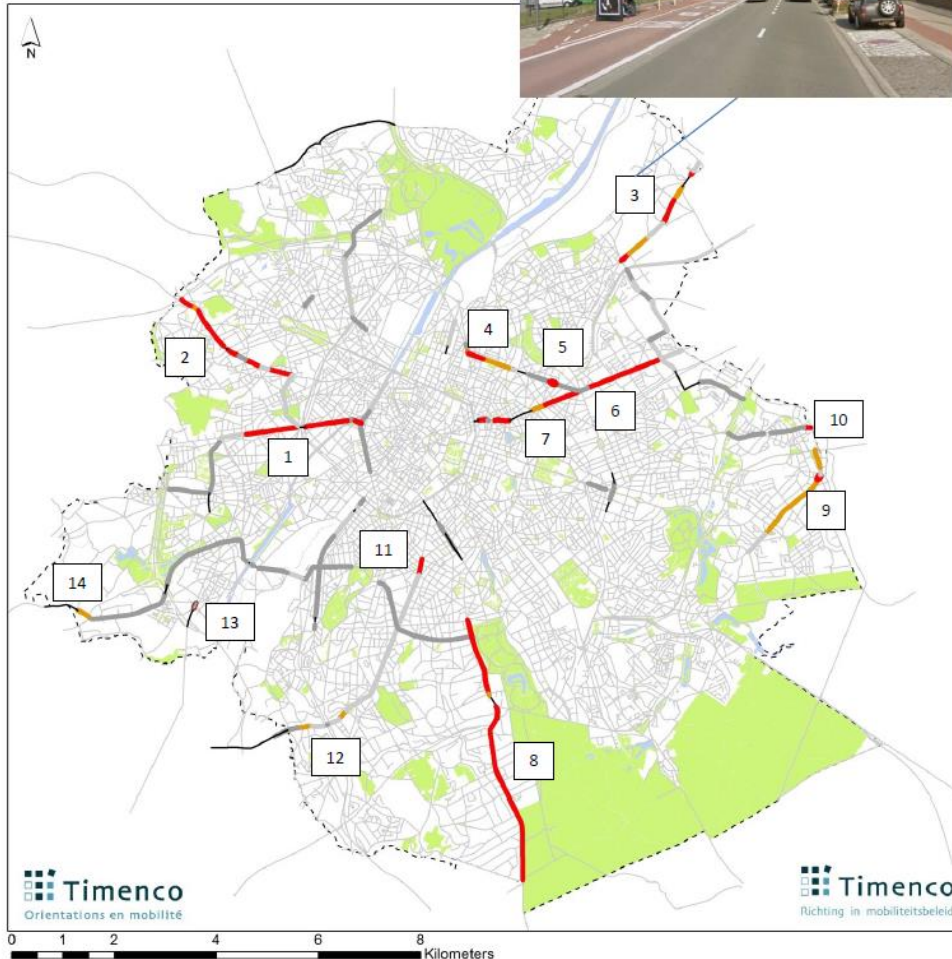 N
3
4
5
2
6
10
7
1
9
11
14
13
12
8
Timenco
Orientations en mobilité
Timenco
Richting in mobiliteitsbeleid
0 1 2 4 6 8
Kilometers